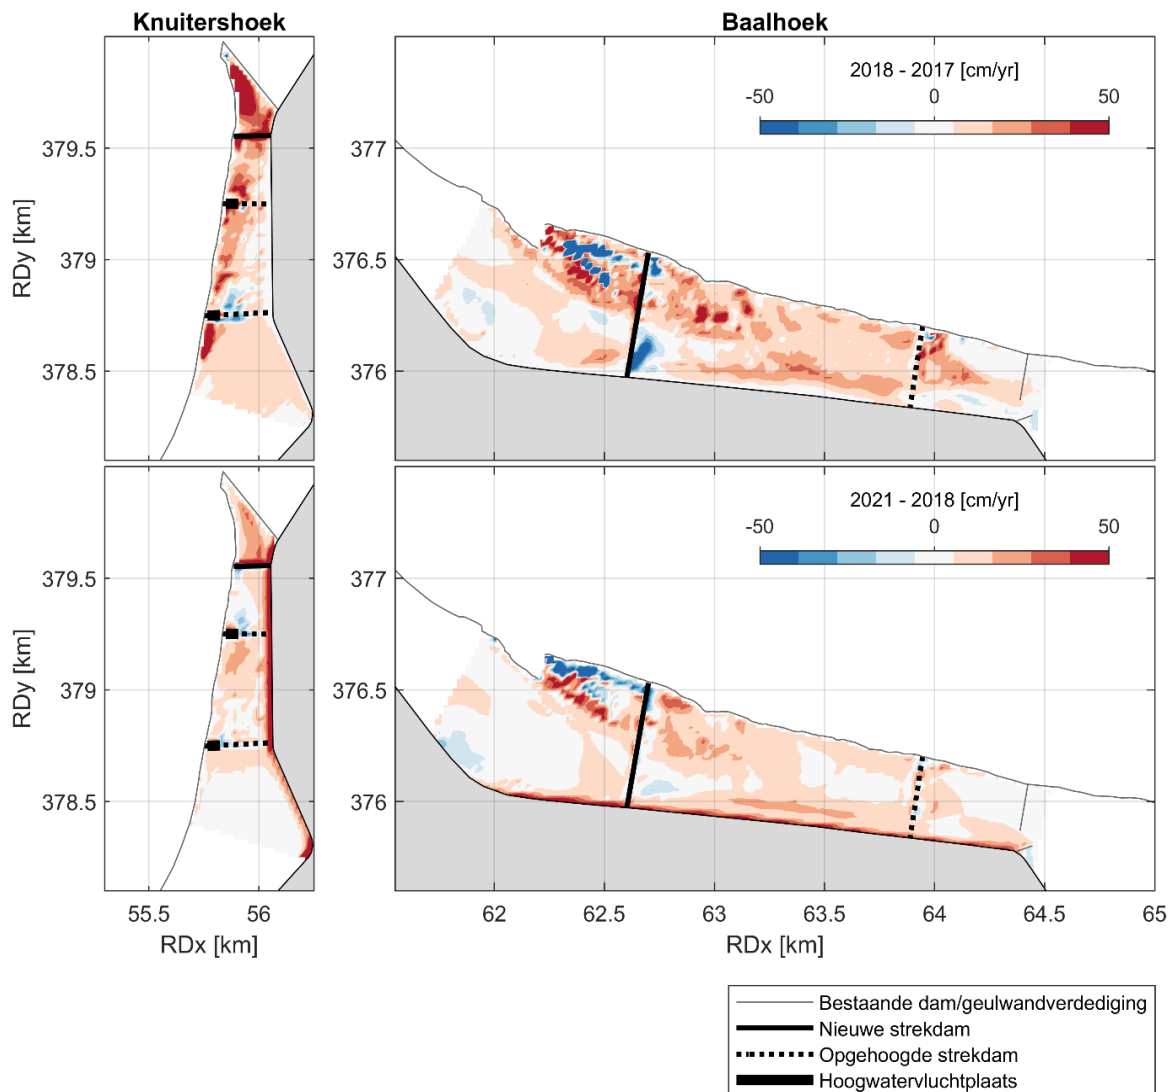 Knuitershoek
Baalhoek
2018 - 2017 [cm/yr]
-50 0 50
379.5
379
378.5
RDy [km]
377
376.5
376
2021 - 2018 [cm/yr]
-50 0 50
379.5
379
378.5
RDy [km]
377
376.5
376
55.5 56
RDx [km]
62 62.5 63 63.5 64 64.5 65
RDx [km]
Bestaande dam/geulwandverdediging
Nieuwe strekdam
Opgehoogde strekdam
Hoogwatervluchtplaats